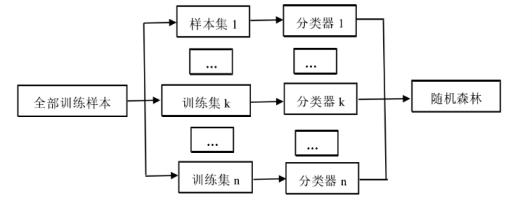 样本集 1
分类器 1
...
...
全部训练样本
训练集 k
分类器 k
随机森林
...
...
训练集 n
分类器 n